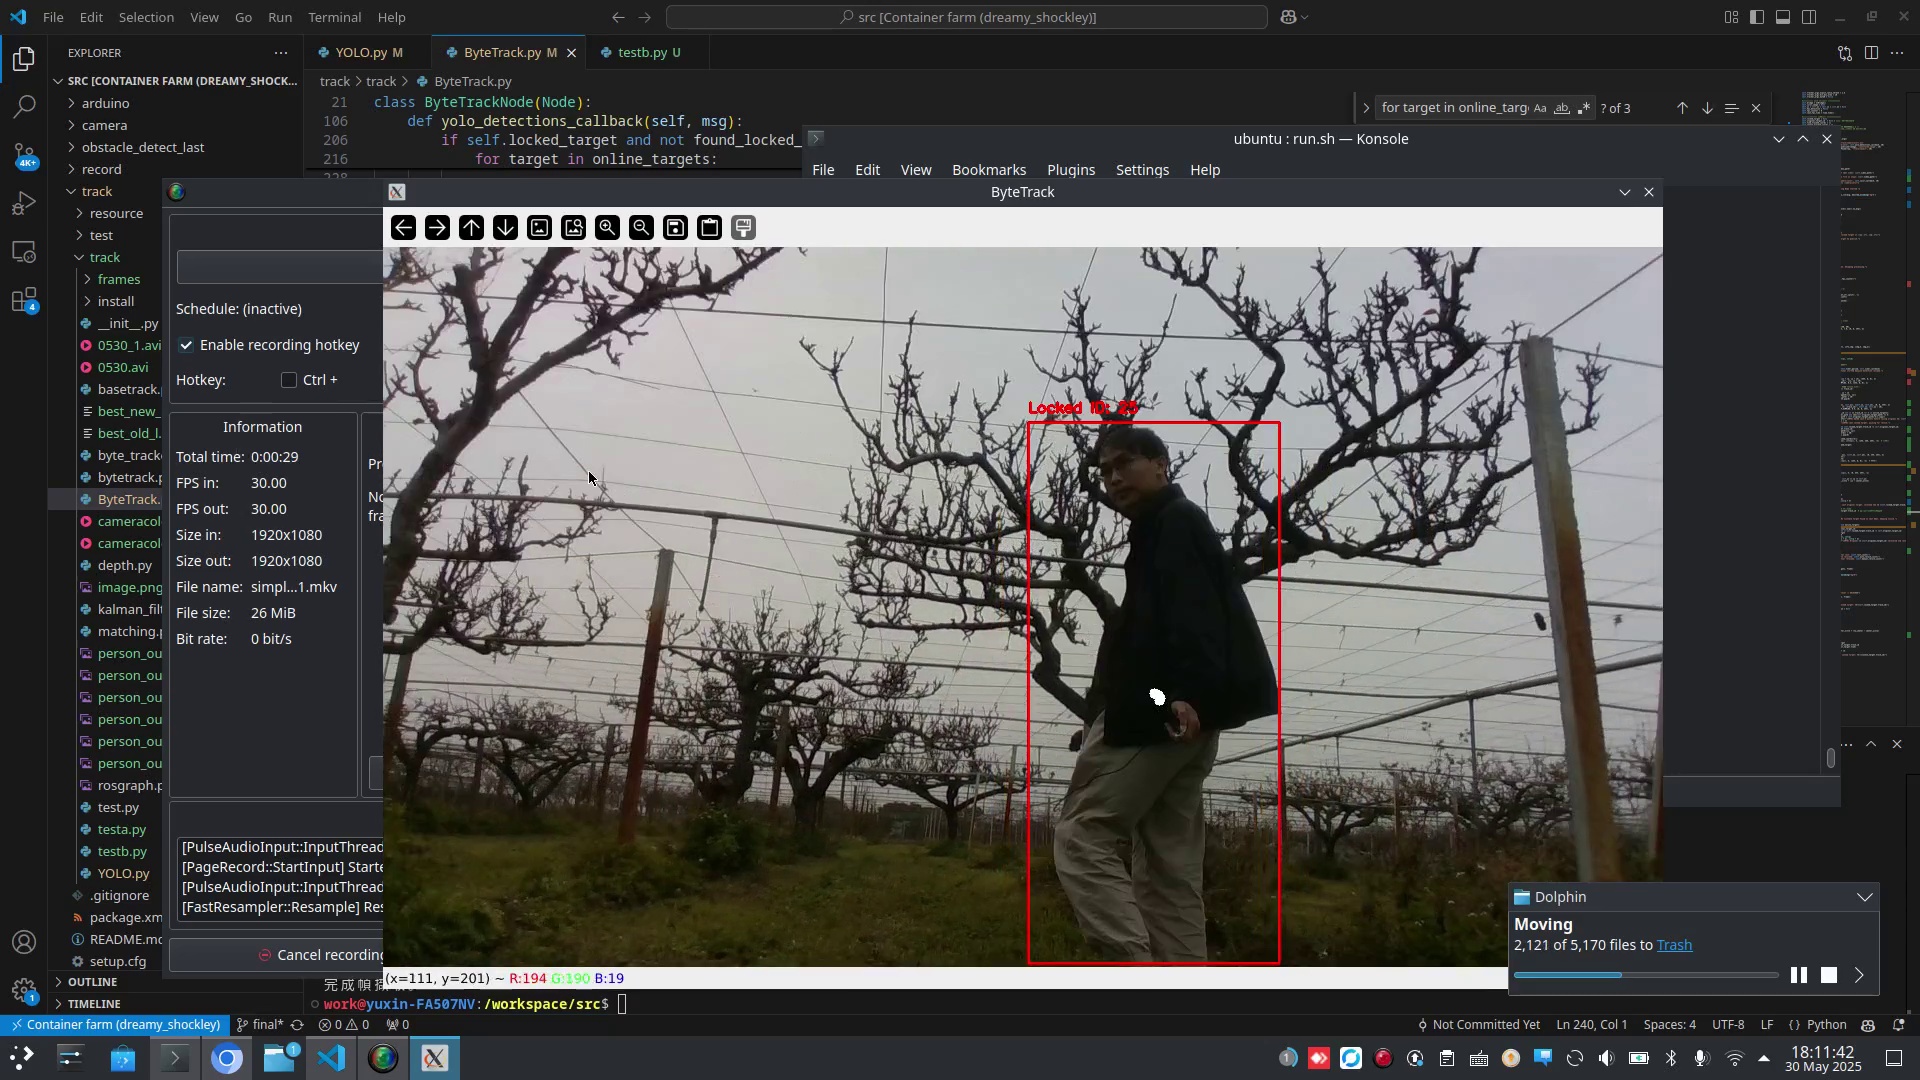 File Edit Selection View Go Run Terminal Help
src [Container farm (dreamy_shockley)]
EXPLORER
YOLO.py M
ByteTrack.py M
testb.py U
SRC [CONTAINER FARM (DREAMY_SHOCK...
track > track > ByteTrack.py
arduino
camera
obstacle_detect_last
record
track
resource
test
track
frames
install
__init__.py
0530_1.avi
0530.avi
basetrack.
best_new_
best_old_l.
byte_track
bytetrack.p
ByteTrack.
cameracol
cameracol
depth.py
image.png
kalman_filt
matching.p
person_ou
person_ou
person_ou
person_ou
person_ou
person_ou
rosgraph.p
test.py
testa.py
testb.py
YOLO.py
.gitignore
package.xm
README.md
setup.cfg
OUTLINE
TIMELINE
4K+
4
1
21 class ByteTrackNode(Node):
106 def yolo_detections_callback(self, msg):
206 if self.locked_target and not found_locked_
216 for target in online_targets:
for target in online_targ
Aa ab .*
? of 3
ubuntu : run.sh — Konsole
File Edit View Bookmarks Plugins Settings Help
ByteTrack
Schedule: (inactive)
Enable recording hotkey
Hotkey: Ctrl +
Information
Total time: 0:00:29
FPS in: 30.00
FPS out: 30.00
Size in: 1920x1080
Size out: 1920x1080
File name: simpl...1.mkv
File size: 26 MiB
Bit rate: 0 bit/s
[PulseAudioInput::InputThread
[PageRecord::StartInput] Starte
[PulseAudioInput::InputThread
[FastResampler::Resample] Res
Cancel recording
Locked ID: 25
(x=111, y=201) ~ R:194 G:190 B:19
work@yuxin-FA507NV:/workspace/src$
Dolphin
Moving
2,121 of 5,170 files to Trash
Container farm (dreamy_shockley) final* 0 0 0
Not Committed Yet Ln 240, Col 1 Spaces: 4 UTF-8 LF { } Python
1
1
18:11:42
30 May 2025